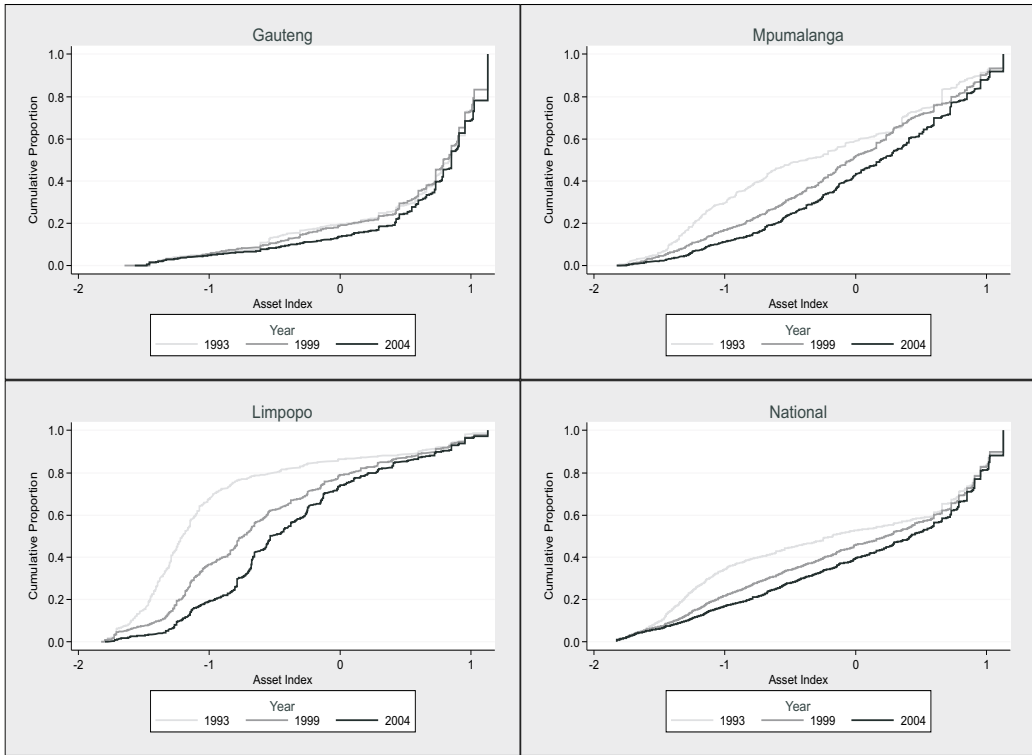 Gauteng
1.0
0.8
0.6
0.4
0.2
0.0
Cumulative Proportion
-2 -1 0 1
Asset Index
Year
1993 1999 2004
Mpumalanga
1.0
0.8
0.6
0.4
0.2
0.0
Cumulative Proportion
-2 -1 0 1
Asset Index
Year
1993 1999 2004
Limpopo
1.0
0.8
0.6
0.4
0.2
0.0
Cumulative Proportion
-2 -1 0 1
Asset Index
Year
1993 1999 2004
National
1.0
0.8
0.6
0.4
0.2
0.0
Cumulative Proportion
-2 -1 0 1
Asset Index
Year
1993 1999 2004